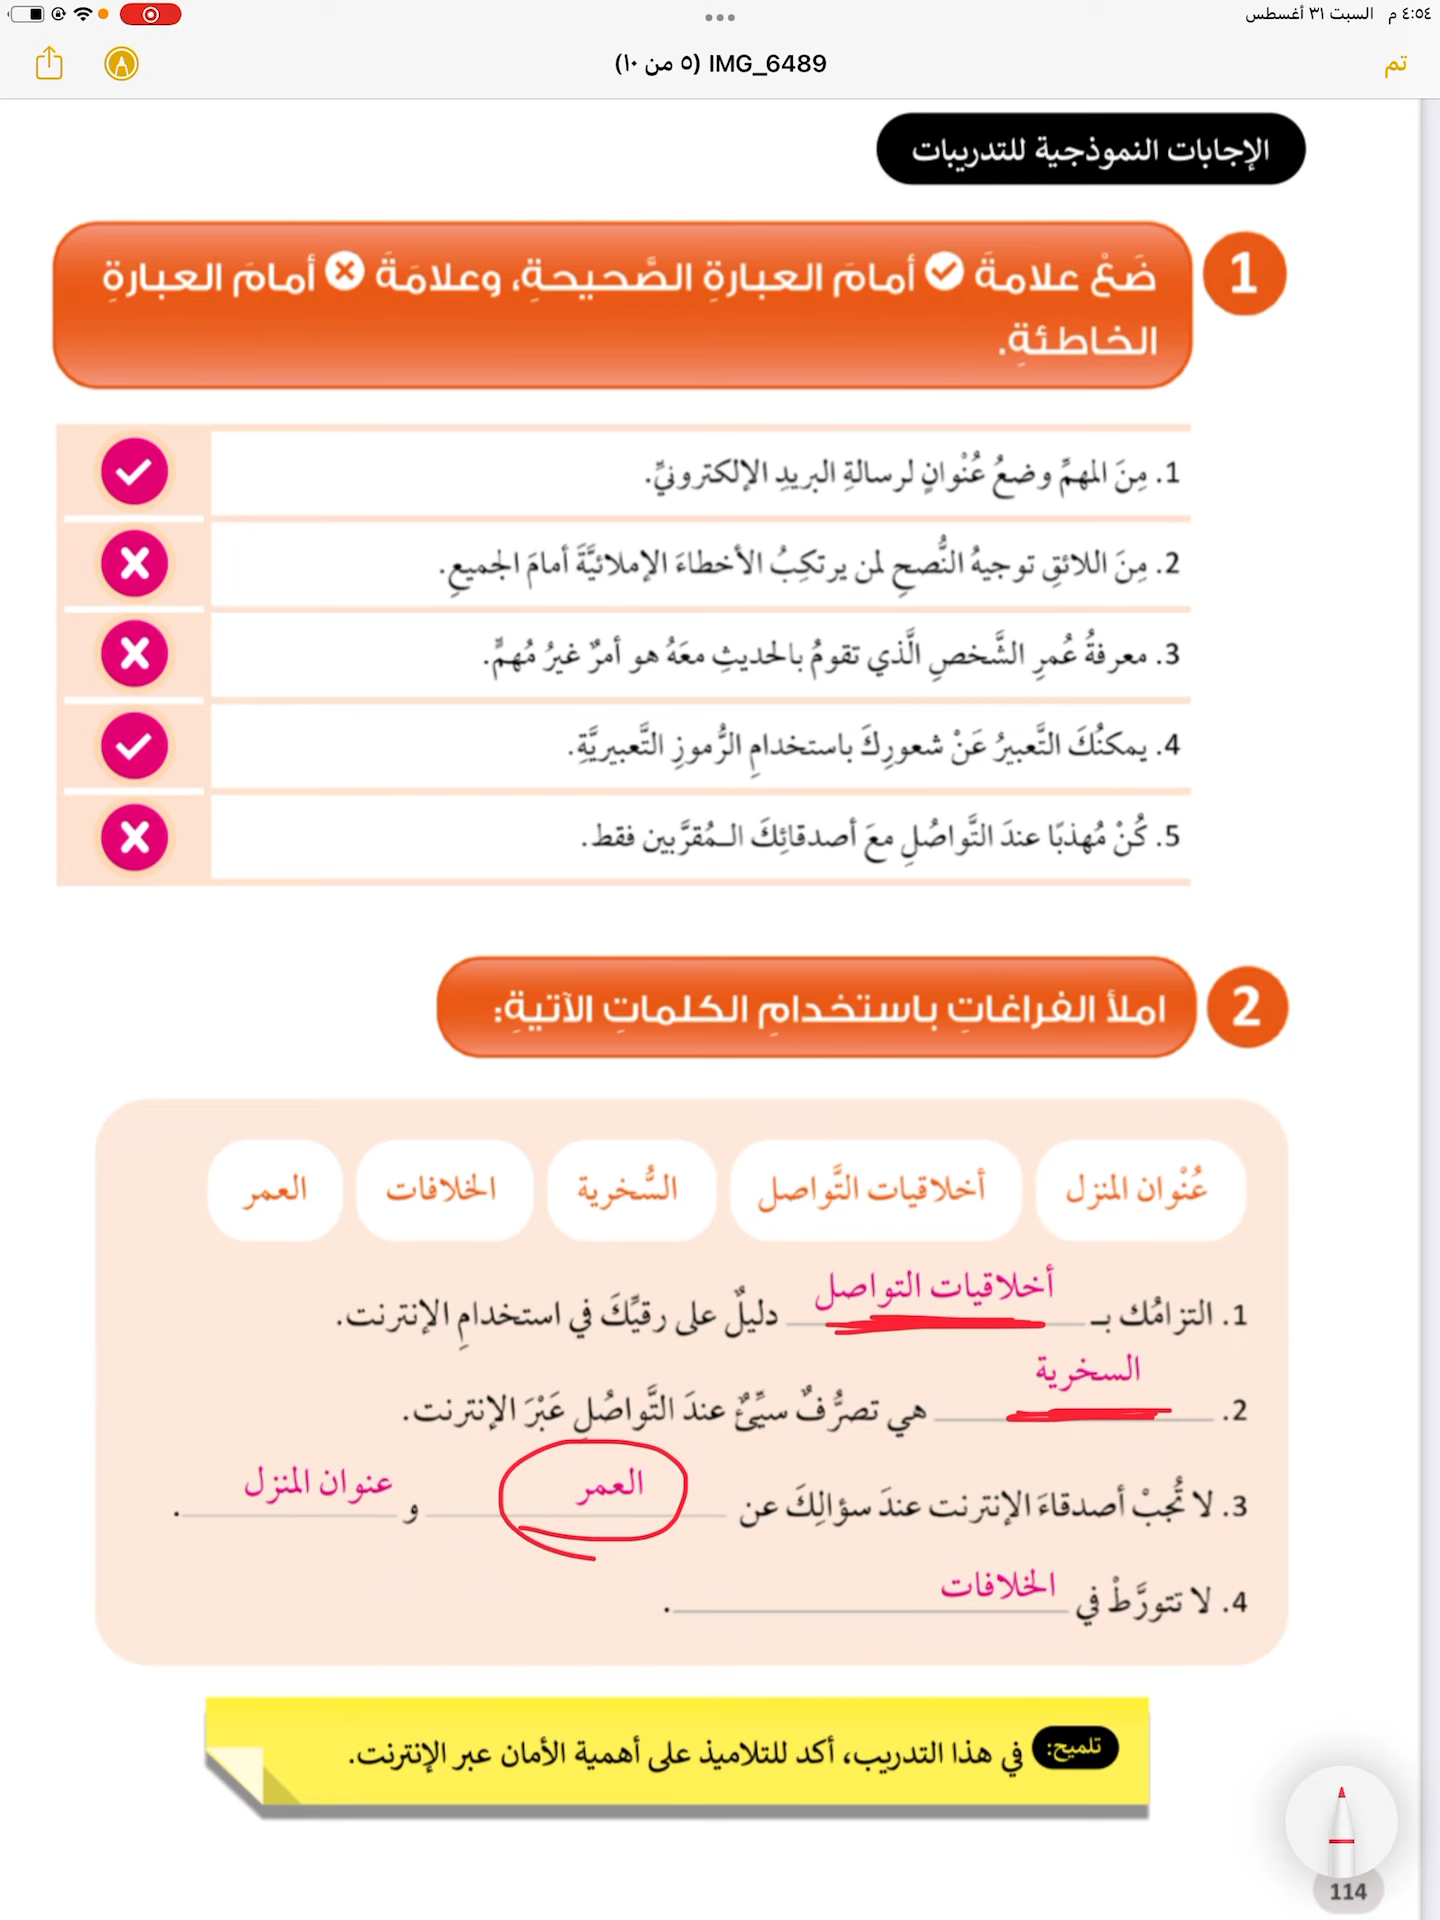 ٤:٥٤ م السبت ٣١ أغسطس
تم
IMG_6489 (٥ من ١٠)
الإجابات النموذجية للتدريبات
1
ضَعْ علامةَ أمامَ العبارةِ الصَّحيحةِ، وعلامَةَ أمامَ العبارةِ
الخاطئةِ.
1. مِنَ المهمِّ وضعُ عُنْوانٍ لرسالةِ البريدِ الإلكترونيِّ.
2. مِنَ اللائقِ توجيهُ النُّصحِ لمن يرتكِبُ الأخطاءَ الإملائيَّةَ أمامَ الجميعِ.
3. معرفةُ عُمرِ الشَّخصِ الَّذي تقومُ بالحديثِ معَهُ هو أمرٌ غيرُ مُهمٍّ.
4. يمكنُكَ التَّعبيرُ عَنْ شعورِكَ باستخدامِ الرُّموزِ التَّعبيريَّةِ.
5. كُنْ مُهذبًا عندَ التَّواصُلِ معَ أصدقائِكَ الـمُقرَّبين فقط.
2
املأ الفراغاتِ باستخدامِ الكلماتِ الآتيةِ:
عُنْوان المنزل أخلاقيات التَّواصل السُّخرية الخلافات العمر
1. التزامُك بـ أخلاقيات التواصل دليلٌ على رقيِّكَ في استخدامِ الإنترنت.
2. السخرية هي تصرُّفٌ سيِّئٌ عندَ التَّواصُلِ عَبْرَ الإنترنت.
3. لا تُجبْ أصدقاءَ الإنترنت عندَ سؤالِكَ عن العمر و عنوان المنزل.
4. لا تتورَّطْ في الخلافات.
تلميح: في هذا التدريب، أكد للتلاميذ على أهمية الأمان عبر الإنترنت.
114